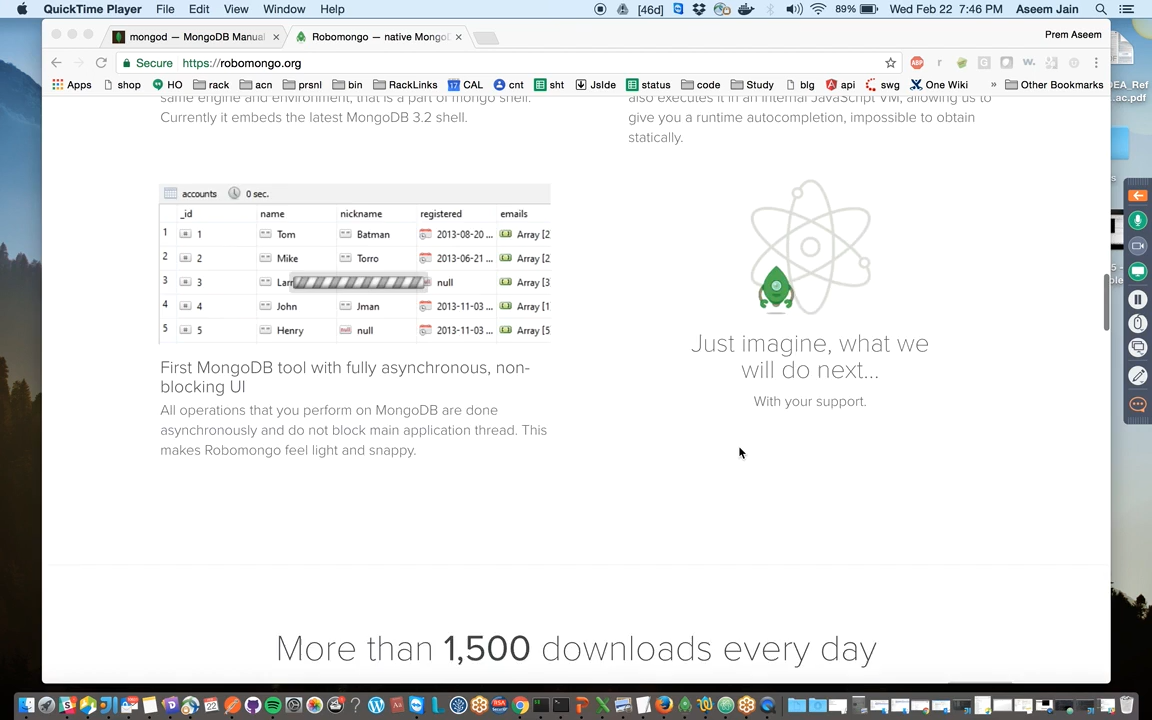 QuickTime Player File Edit View Window Help [46d] 89% Wed Feb 22 7:46 PM Aseem Jain
mongod — MongoDB Manual Robomongo — native MongoD Prem Aseem
Secure https://robomongo.org
Apps shop HO rack acn prsnl bin RackLinks CAL cnt sht JsIde status code Study blg api swg One Wiki » Other Bookmarks
same engine and environment, that is a part of mongo shell.
Currently it embeds the latest MongoDB 3.2 shell.
also executes it in an internal JavaScript VM, allowing us to
give you a runtime autocompletion, impossible to obtain
statically.
accounts 0 sec.
_id name nickname registered emails
1 1 Tom Batman 2013-08-20 ... Array [2
2 2 Mike Torro 2013-06-21 ... Array [2
3 3 Larr null Array [3
4 4 John Jman 2013-11-03 ... Array [1
5 5 Henry null 2013-11-03 ... Array [5
First MongoDB tool with fully asynchronous, non-
blocking UI
All operations that you perform on MongoDB are done
asynchronously and do not block main application thread. This
makes Robomongo feel light and snappy.
Just imagine, what we
will do next...
With your support.
More than 1,500 downloads every day
DEA_Ref
.ac.pdf